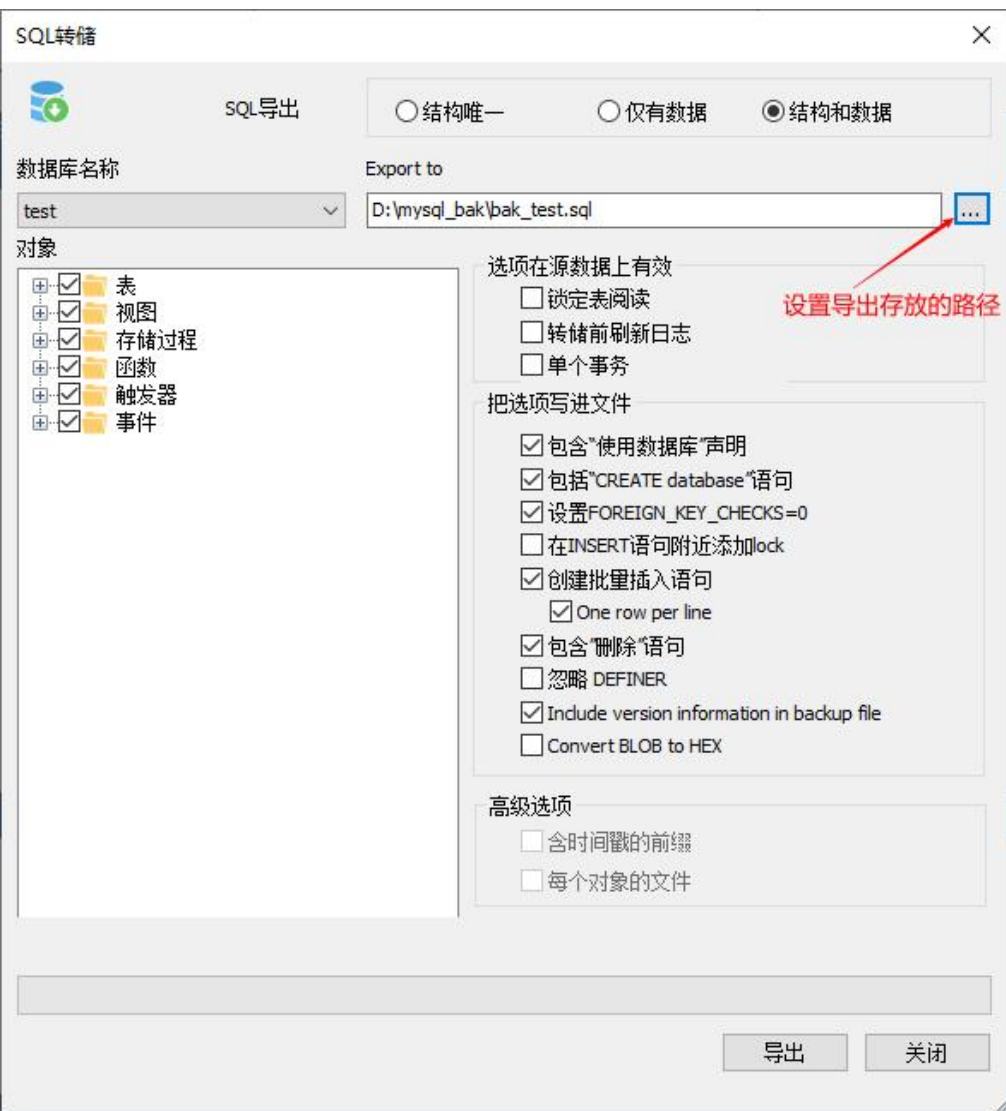 SQL转储
SQL导出
结构唯一
仅有数据
结构和数据
数据库名称
Export to
test
D:\mysql_bak\bak_test.sql
...
对象
表
视图
存储过程
函数
触发器
事件
选项在源数据上有效
锁定表阅读
转储前刷新日志
单个事务
设置导出存放的路径
把选项写进文件
包含“使用数据库”声明
包括“CREATE database”语句
设置FOREIGN_KEY_CHECKS=0
在INSERT语句附近添加lock
创建批量插入语句
One row per line
包含“删除”语句
忽略 DEFINER
Include version information in backup file
Convert BLOB to HEX
高级选项
含时间戳的前缀
每个对象的文件
导出
关闭